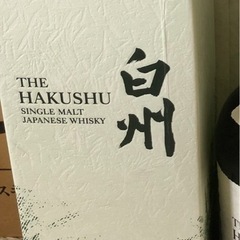 THE
HAKUSHU
SINGLE MALT
JAPANESE WHISKY
白州